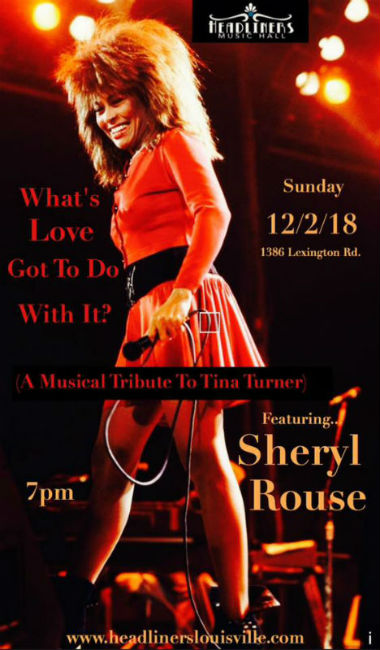 HEADLINERS
MUSIC HALL
What's
Love
Got To Do
With It?
Sunday
12/2/18
1386 Lexington Rd.
(A Musical Tribute To Tina Turner)
Featuring..
Sheryl
Rouse
7pm
www.headlinerslouisville.com
i